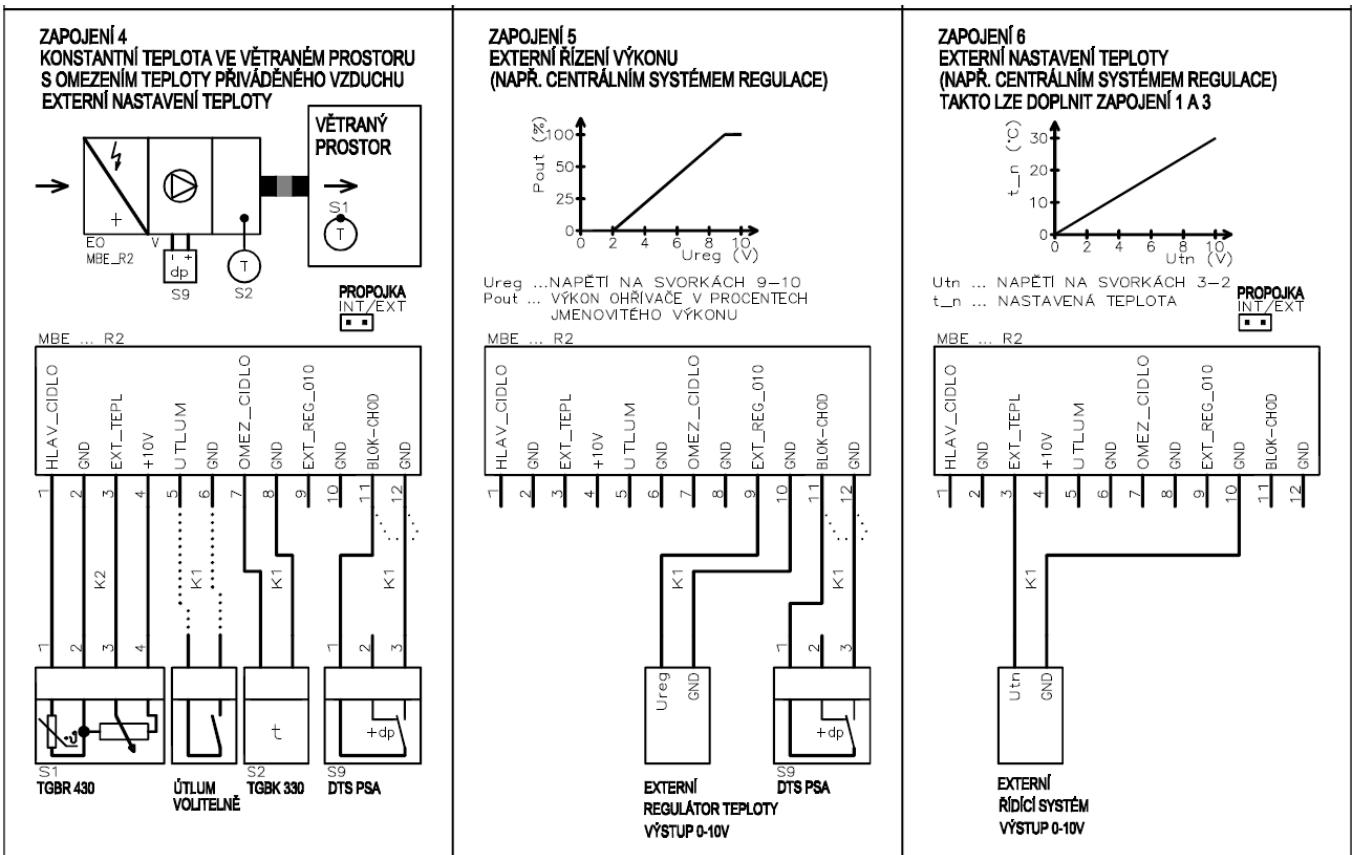 ZAPOJENÍ 4
KONSTANTNÍ TEPLOTA VE VĚTRANÉM PROSTORU
S OMEZENÍM TEPLOTY PŘIVÁDĚNÉHO VZDUCHU
EXTERNÍ NASTAVENÍ TEPLOTY
VĚTRANÝ
PROSTOR
S1
T
+
EO
MBE_R2
V
- +
dp
S9
T
S2
PROPOJKA
INT/EXT
MBE ... R2
HLAV_CIDLO
GND
EXT_TEPL
+10V
UTLUM
GND
OMEZ_CIDLO
GND
EXT_REG_010
GND
BLOK-CHOD
GND
1 2 3 4 5 6 7 8 9 10 11 12
K2
K1
K1
K1
1 2 3 4
1 2 3
t
+dp
S1
TGBR 430
ÚTLUM
VOLITELNĚ
S2
TGBK 330
S9
DTS PSA
ZAPOJENÍ 5
EXTERNÍ ŘÍZENÍ VÝKONU
(NAPŘ. CENTRÁLNÍM SYSTÉMEM REGULACE)
Pout (%)
100
50
25
0
0 2 4 6 8 10
Ureg (V)
Ureg ...NAPĚTÍ NA SVORKÁCH 9-10
Pout ... VÝKON OHŘÍVAČE V PROCENTECH
JMENOVITÉHO VÝKONU
MBE ... R2
HLAV_CIDLO
GND
EXT_TEPL
+10V
UTLUM
GND
OMEZ_CIDLO
GND
EXT_REG_010
GND
BLOK-CHOD
GND
1 2 3 4 5 6 7 8 9 10 11 12
K1
K1
1 2 3
Ureg
GND
+dp
S9
EXTERNÍ
REGULÁTOR TEPLOTY
VÝSTUP 0-10V
DTS PSA
ZAPOJENÍ 6
EXTERNÍ NASTAVENÍ TEPLOTY
(NAPŘ. CENTRÁLNÍM SYSTÉMEM REGULACE)
TAKTO LZE DOPLNIT ZAPOJENÍ 1 A 3
t_n (°C)
30
20
10
0
0 2 4 6 8 10
Utn (V)
Utn ... NAPĚTÍ NA SVORKÁCH 3-2
t_n ... NASTAVENÁ TEPLOTA
PROPOJKA
INT/EXT
MBE ... R2
HLAV_CIDLO
GND
EXT_TEPL
+10V
UTLUM
GND
OMEZ_CIDLO
GND
EXT_REG_010
GND
BLOK-CHOD
GND
1 2 3 4 5 6 7 8 9 10 11 12
K1
Utn
GND
EXTERNÍ
ŘÍDÍCÍ SYSTÉM
VÝSTUP 0-10V